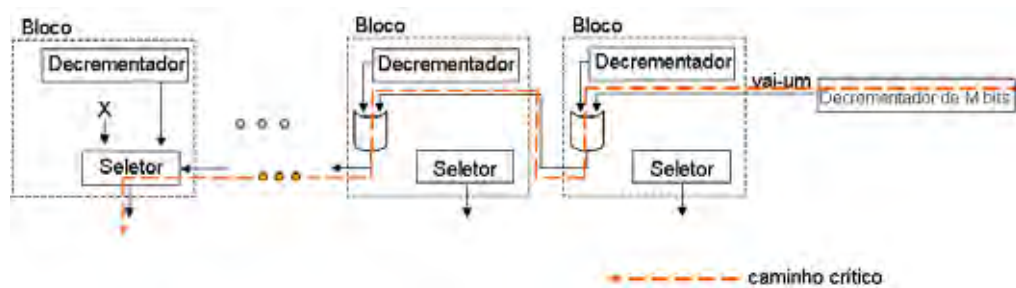 Bloco
Decrementador
X
Seletor
Bloco
Decrementador
Seletor
Bloco
Decrementador
Seletor
vai-um
Decrementador de M bits
caminho crítico